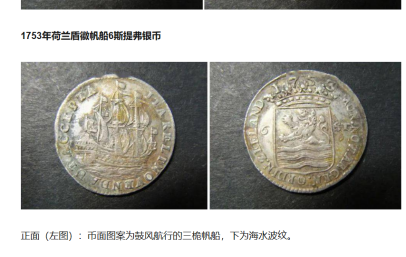 1753年荷兰盾徽帆船6斯提弗银币
6
正面（左图）：币面图案为鼓风航行的三桅帆船，下为海水波纹。